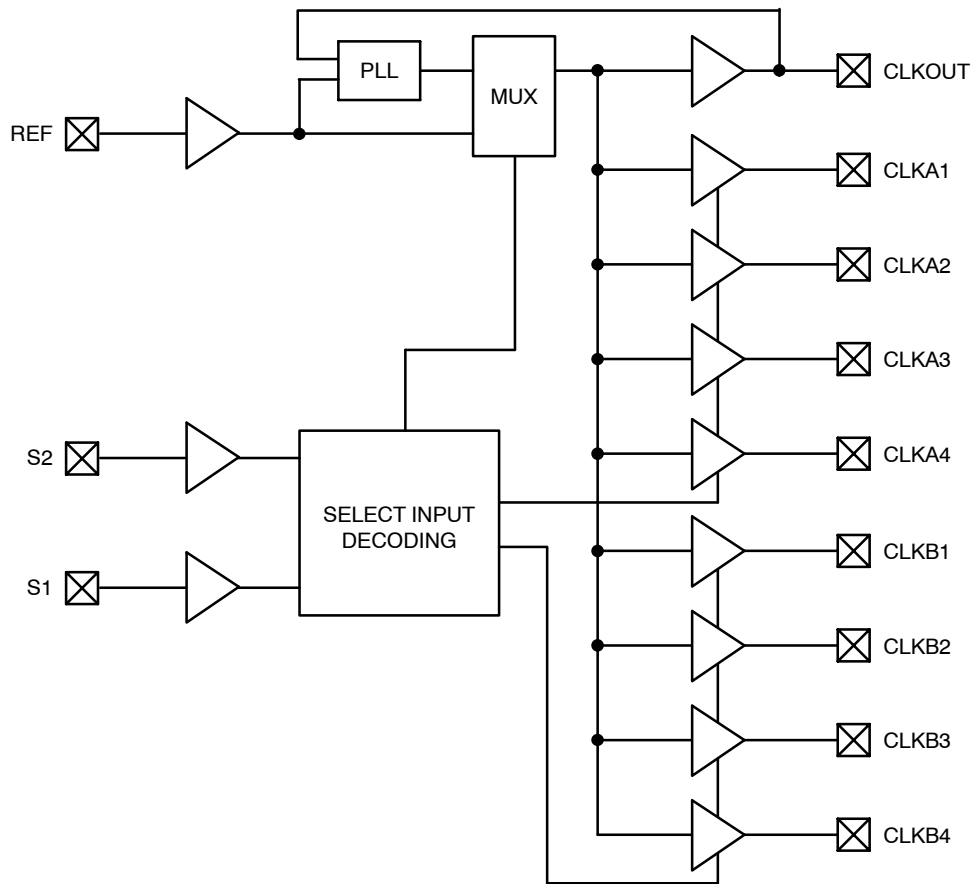 PLL
MUX
CLKOUT
REF
CLKA1
CLKA2
CLKA3
CLKA4
S2
SELECT INPUT
DECODING
S1
CLKB1
CLKB2
CLKB3
CLKB4